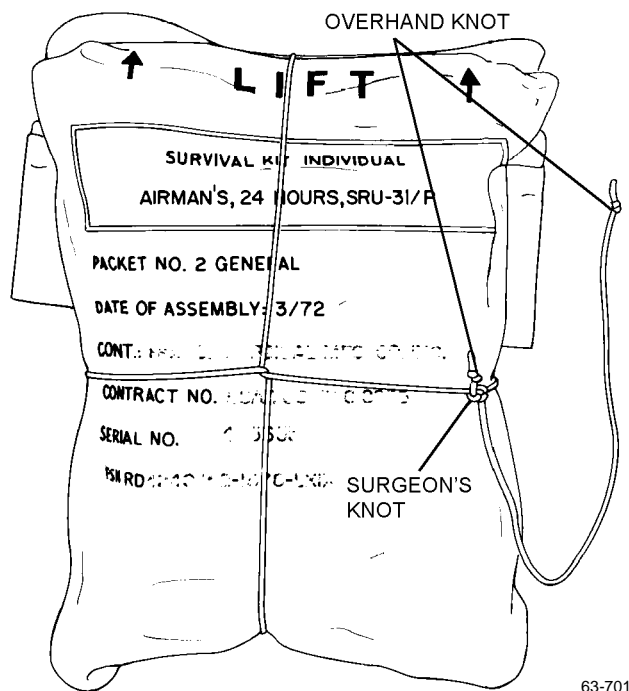 OVERHAND KNOT
LIFT
SURVIVAL KIT INDIVIDUAL
AIRMAN'S, 24 HOURS, SRU-31/P
PACKET NO. 2 GENERAL
DATE OF ASSEMBLY: 3/72
CONT.:
CONTRACT NO.
SERIAL NO.
SURGEON'S
KNOT
63-701